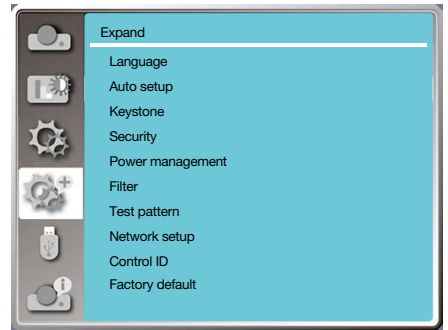 Expand
Language
Auto setup
Keystone
Security
Power management
Filter
Test pattern
Network setup
Control ID
Factory default